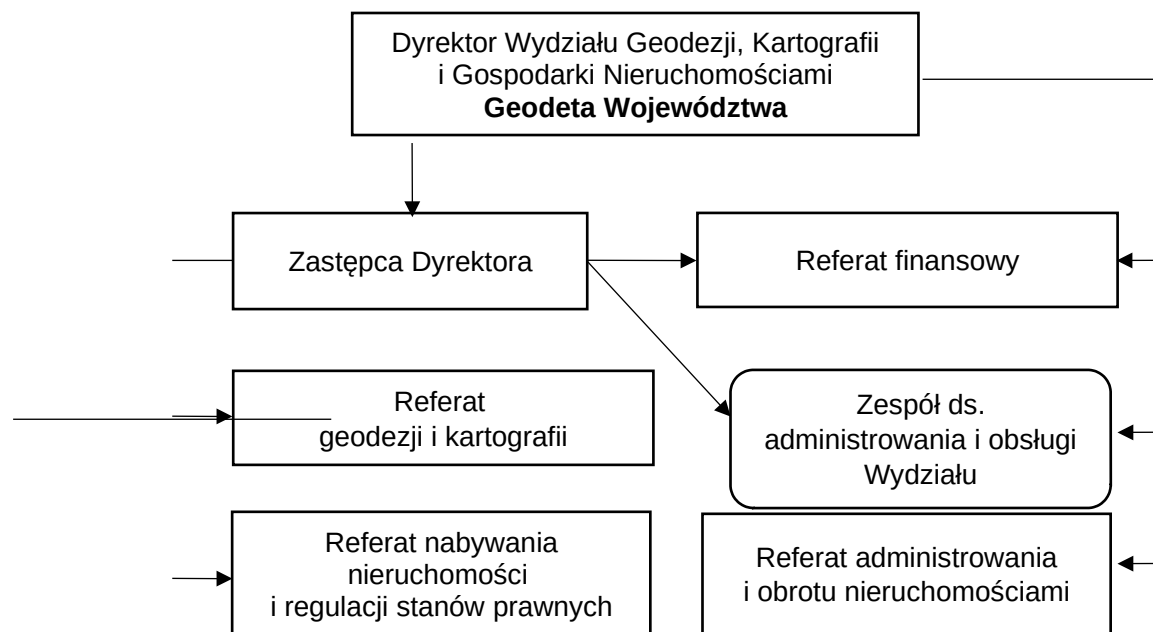 Dyrektor Wydziału Geodezji, Kartografii
i Gospodarki Nieruchomościami
Geodeta Województwa
Zastępca Dyrektora
Referat finansowy
Referat
geodezji i kartografii
Zespół ds.
administrowania i obsługi
Wydziału
Referat nabywania
nieruchomości
i regulacji stanów prawnych
Referat administrowania
i obrotu nieruchomościami